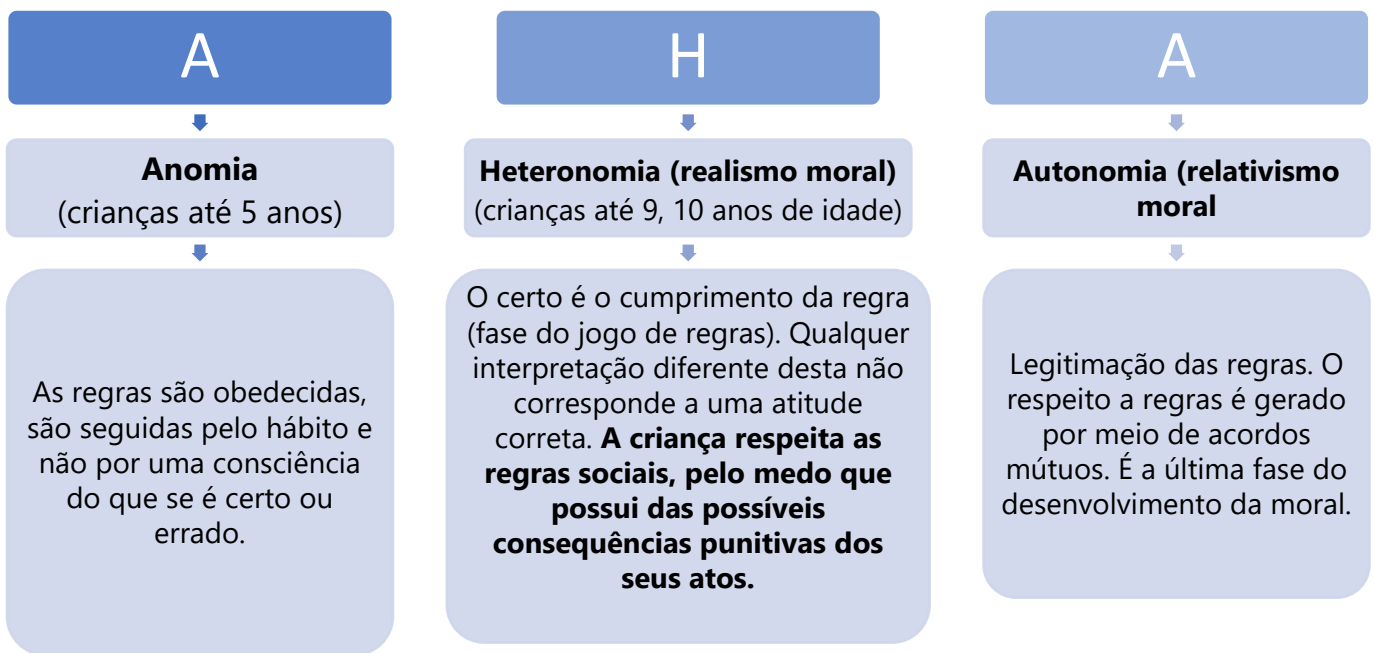 A
Anomia
(crianças até 5 anos)
As regras são obedecidas,
são seguidas pelo hábito e
não por uma consciência
do que se é certo ou
errado.
H
Heteronomia (realismo moral)
(crianças até 9, 10 anos de idade)
O certo é o cumprimento da regra
(fase do jogo de regras). Qualquer
interpretação diferente desta não
corresponde a uma atitude
correta. A criança respeita as
regras sociais, pelo medo que
possui das possíveis
consequências punitivas dos
seus atos.
A
Autonomia (relativismo
moral
Legitimação das regras. O
respeito a regras é gerado
por meio de acordos
mútuos. É a última fase do
desenvolvimento da moral.